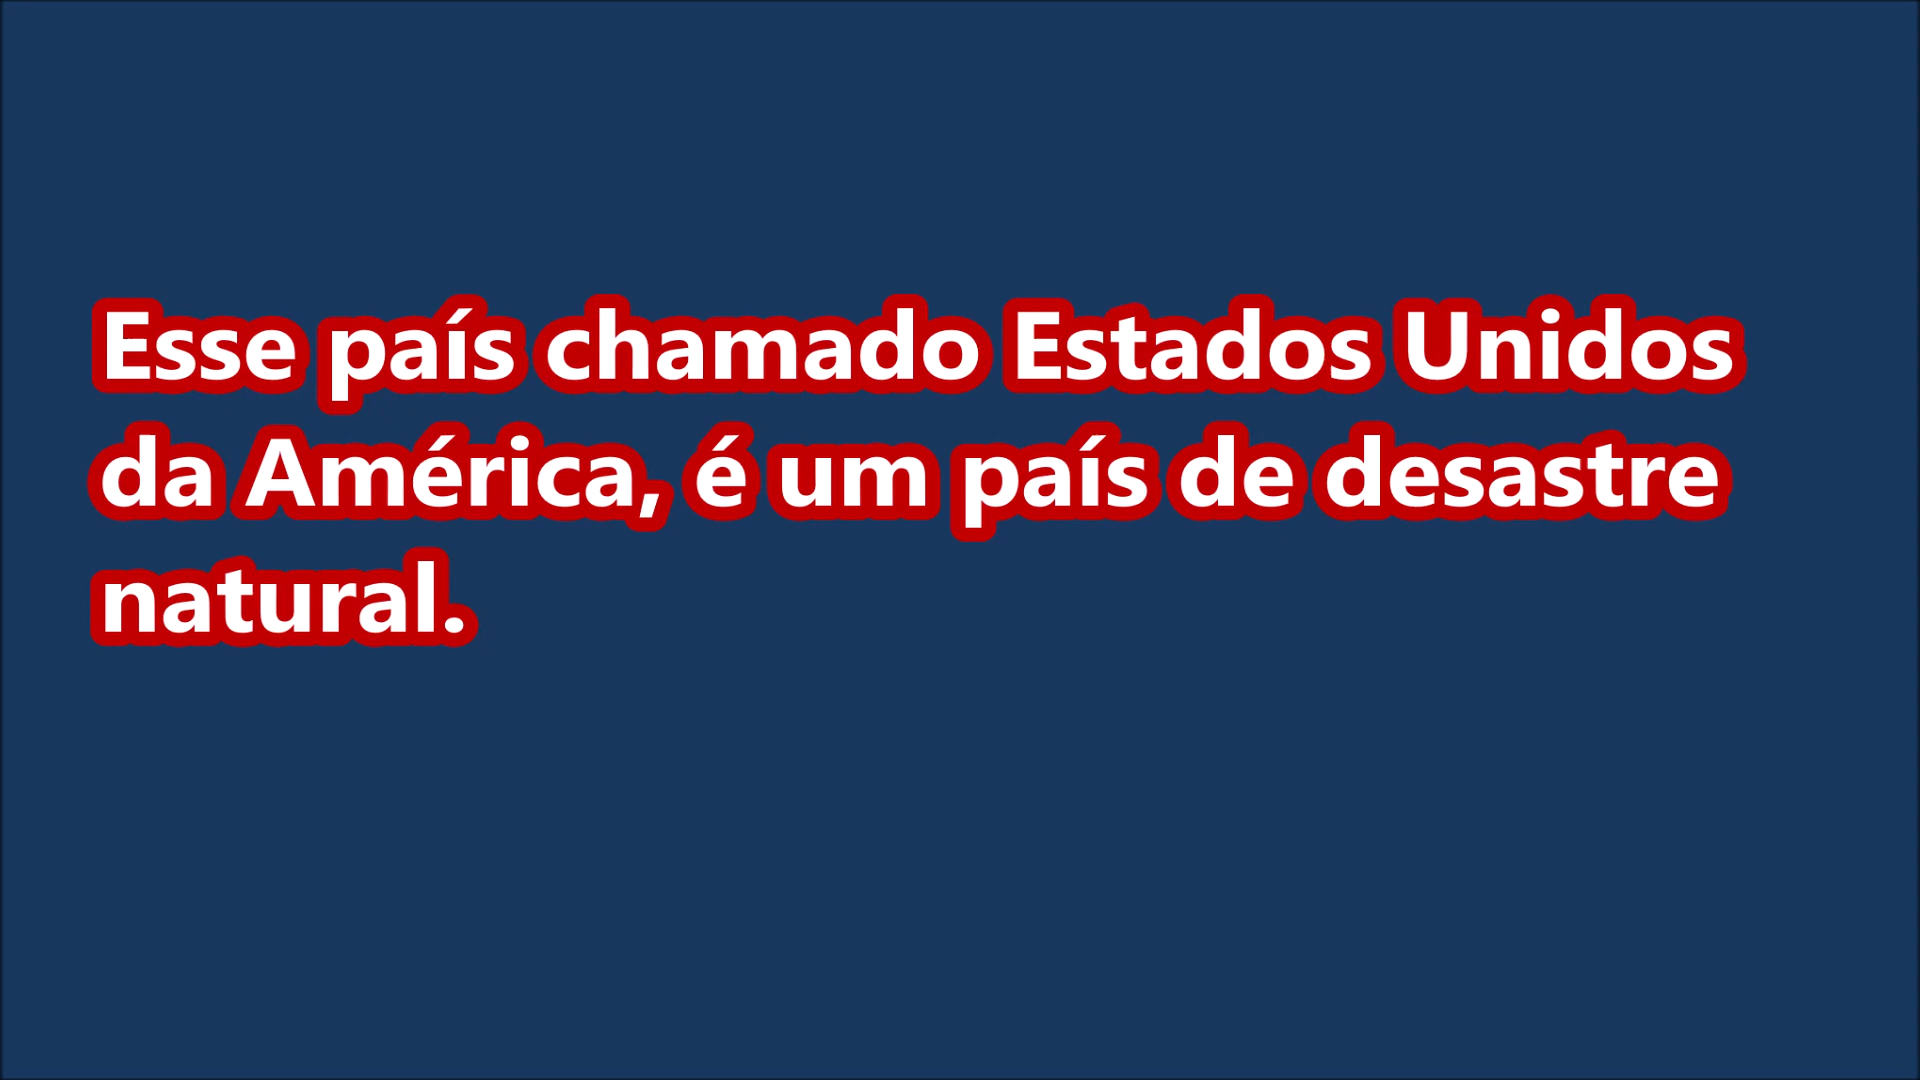 Esse país chamado Estados Unidos
da América, é um país de desastre
natural.